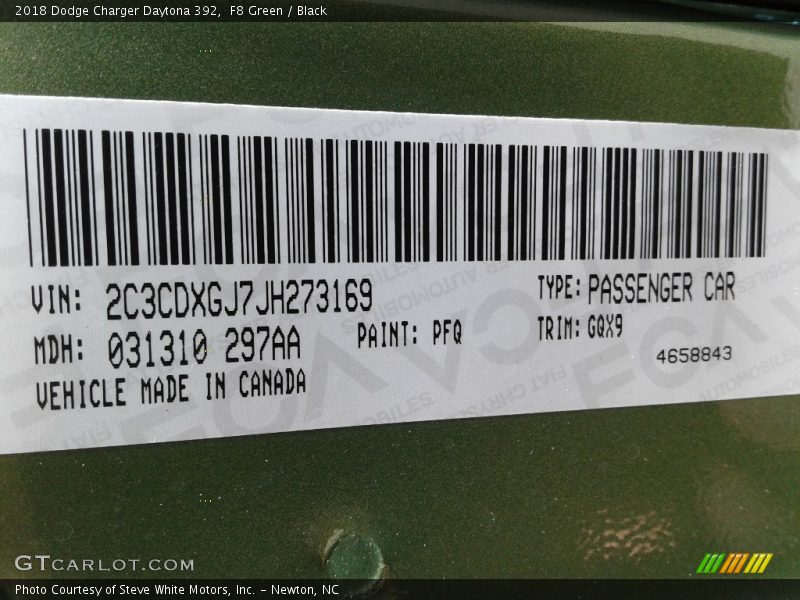 2018 Dodge Charger Daytona 392, F8 Green / Black
VIN: 2C3CDXGJ7JH273169 TYPE: PASSENGER CAR
MDH: 031310 297AA PAINT: PFQ TRIM: GQX9
VEHICLE MADE IN CANADA 4658843
GTCARLOT.COM
Photo Courtesy of Steve White Motors, Inc. - Newton, NC